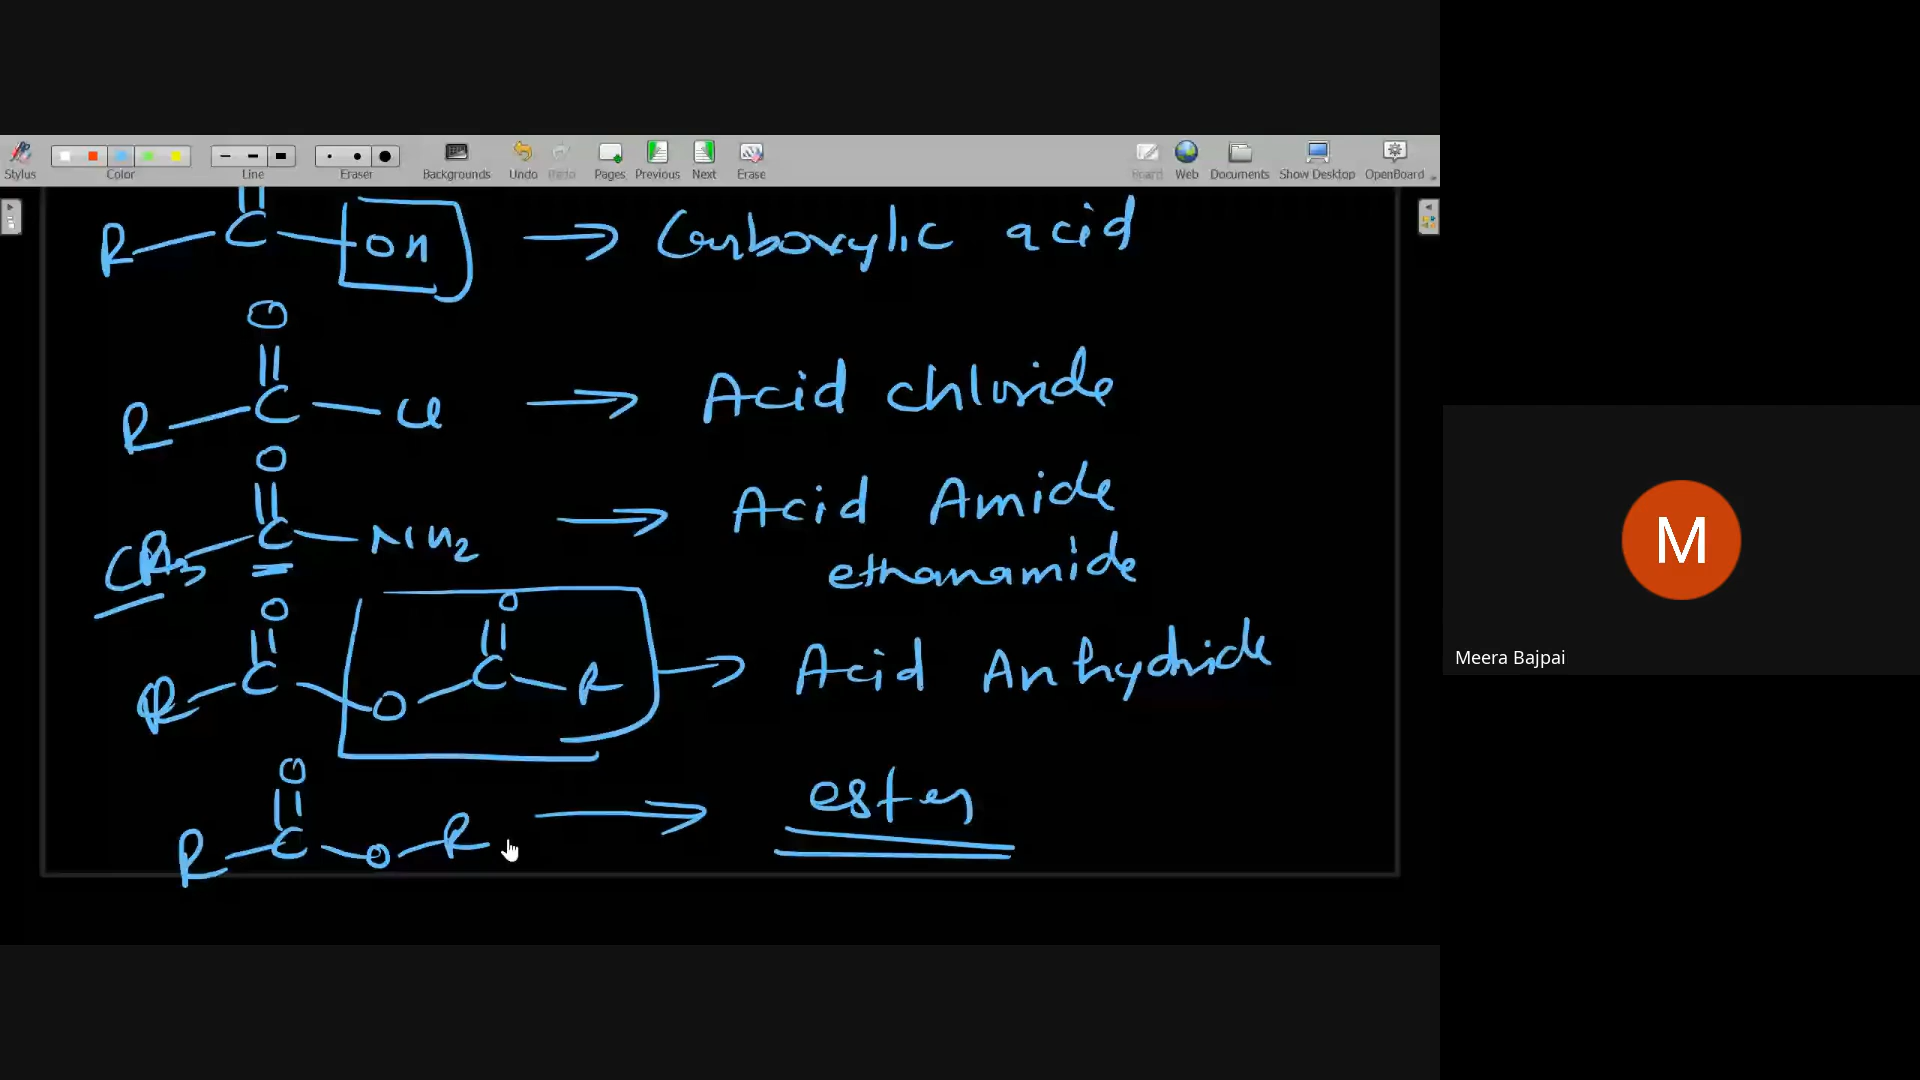 Stylus Color Line Eraser Backgrounds Undo Redo Pages Previous Next Erase Board Web Documents Show Desktop OpenBoard
R C OH → Carboxylic acid
O
R C Cl → Acid chloride
O
CH3 C NH2 → Acid Amide
ethanamide
O O
R C O C R → Acid Anhydride
O
R C O R → ester
M
Meera Bajpai